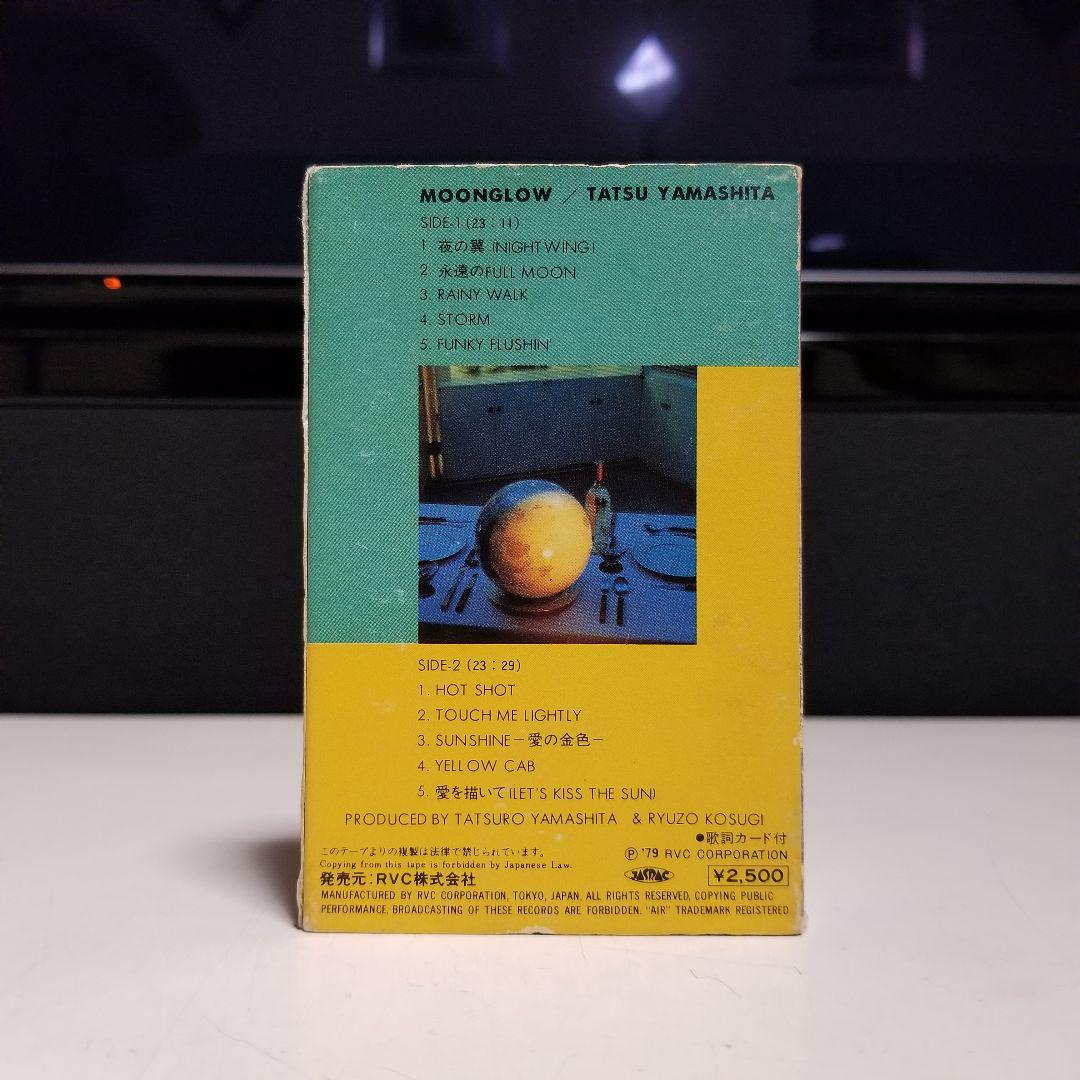 MOONGLOW / TATSU YAMASHITA
SIDE-1 (23：11)
1. 夜の翼 (NIGHT WING)
2. 永遠のFULL MOON
3. RAINY WALK
4. STORM
5. FUNKY FLUSHIN'
SIDE-2 (23：29)
1. HOT SHOT
2. TOUCH ME LIGHTLY
3. SUNSHINE－愛の金色－
4. YELLOW CAB
5. 愛を描いて(LET'S KISS THE SUN)
PRODUCED BY TATSURO YAMASHITA & RYUZO KOSUGI
●歌詞カード付
このテープよりの複製は法律で禁じられています。
Copying from this tape is forbidden by Japanese Law.
Ⓟ '79 RVC CORPORATION
発売元：RVC株式会社
JASRAC
¥2,500
MANUFACTURED BY RVC CORPORATION, TOKYO, JAPAN, ALL RIGHTS RESERVED, COPYING PUBLIC
PERFORMANCE, BROADCASTING OF THESE RECORDS ARE FORBIDDEN. "AIR" TRADEMARK REGISTERED